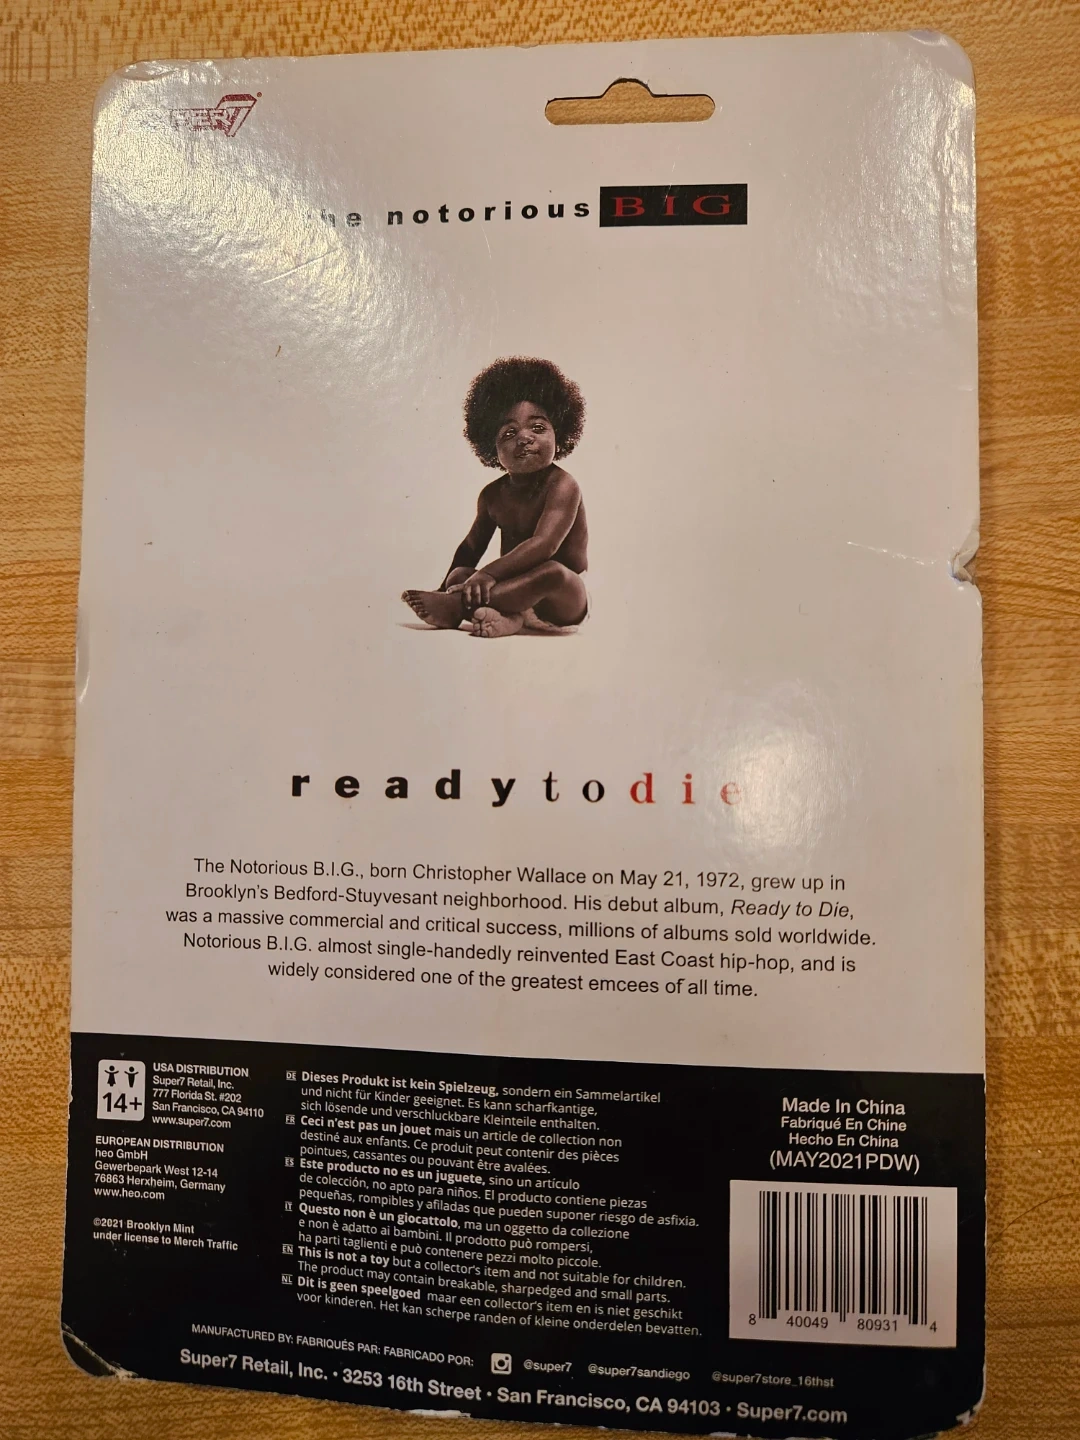 SUPER7
the notorious BIG
ready to die
The Notorious B.I.G., born Christopher Wallace on May 21, 1972, grew up in
Brooklyn's Bedford-Stuyvesant neighborhood. His debut album, Ready to Die,
was a massive commercial and critical success, millions of albums sold worldwide.
Notorious B.I.G. almost single-handedly reinvented East Coast hip-hop, and is
widely considered one of the greatest emcees of all time.
14+
USA DISTRIBUTION
Super7 Retail, Inc.
777 Florida St. #202
San Francisco, CA 94110
www.super7.com
EUROPEAN DISTRIBUTION
heo GmbH
Gewerbepark West 12-14
76863 Herxheim, Germany
www.heo.com
©2021 Brooklyn Mint
under license to Merch Traffic
DE Dieses Produkt ist kein Spielzeug, sondern ein Sammelartikel
und nicht für Kinder geeignet. Es kann scharfkantige,
sich lösende und verschluckbare Kleinteile enthalten.
FR Ceci n'est pas un jouet mais un article de collection non
destiné aux enfants. Ce produit peut contenir des pièces
pointues, cassantes ou pouvant être avalées.
ES Este producto no es un juguete, sino un artículo
de colección, no apto para niños. El producto contiene piezas
pequeñas, rompibles y afiladas que pueden suponer riesgo de asfixia.
IT Questo non è un giocattolo, ma un oggetto da collezione
e non è adatto ai bambini. Il prodotto può rompersi,
ha parti taglienti e può contenere pezzi molto piccole.
EN This is not a toy but a collector's item and not suitable for children.
The product may contain breakable, sharpedged and small parts.
NL Dit is geen speelgoed maar een collector's item en is niet geschikt
voor kinderen. Het kan scherpe randen of kleine onderdelen bevatten.
Made In China
Fabriqué En Chine
Hecho En China
(MAY2021PDW)
8 40049 80931 4
MANUFACTURED BY: FABRIQUÉS PAR: FABRICADO POR:
@super7 @super7sandiego @super7store_16thst
Super7 Retail, Inc. • 3253 16th Street • San Francisco, CA 94103 • Super7.com